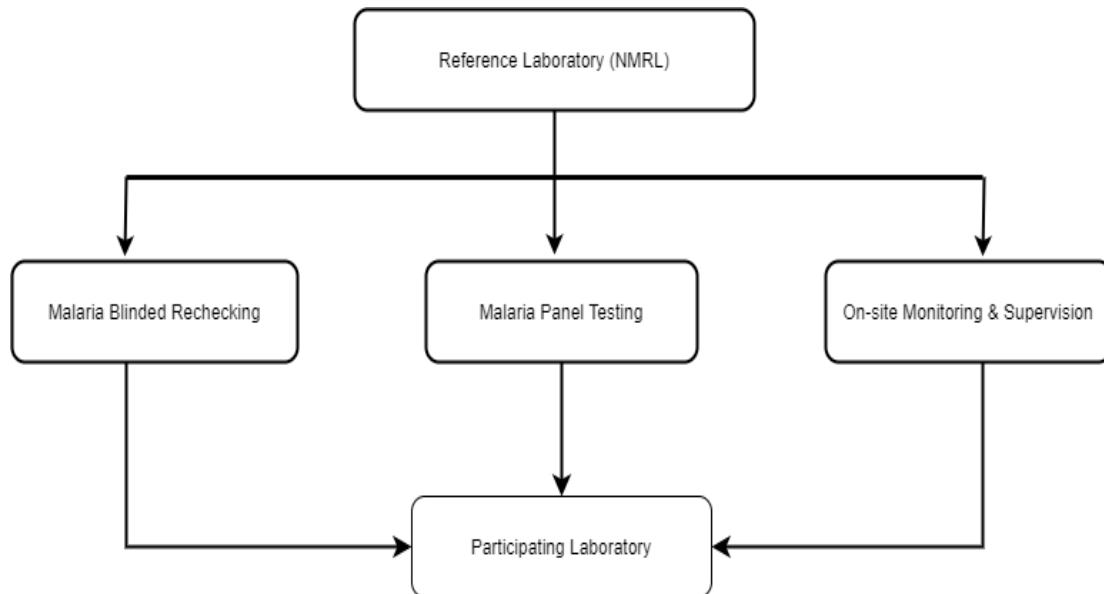 Reference Laboratory (NMRL)
Malaria Blinded Rechecking
Malaria Panel Testing
On-site Monitoring & Supervision
Participating Laboratory